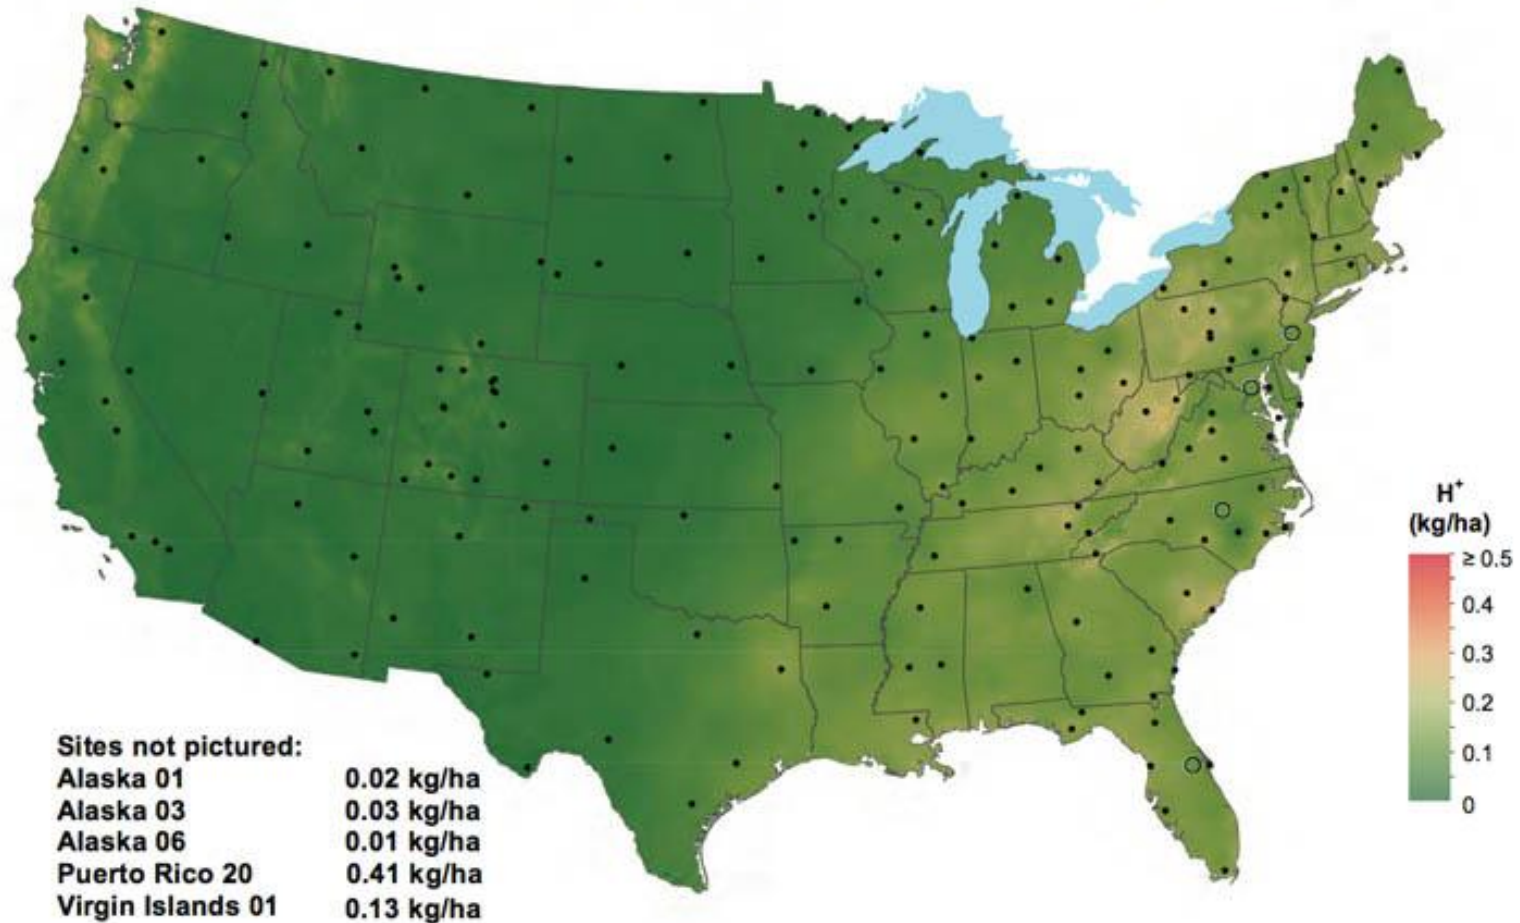 H+
(kg/ha)
≥ 0.5
0.4
0.3
0.2
0.1
0
Sites not pictured:
Alaska 01 0.02 kg/ha
Alaska 03 0.03 kg/ha
Alaska 06 0.01 kg/ha
Puerto Rico 20 0.41 kg/ha
Virgin Islands 01 0.13 kg/ha